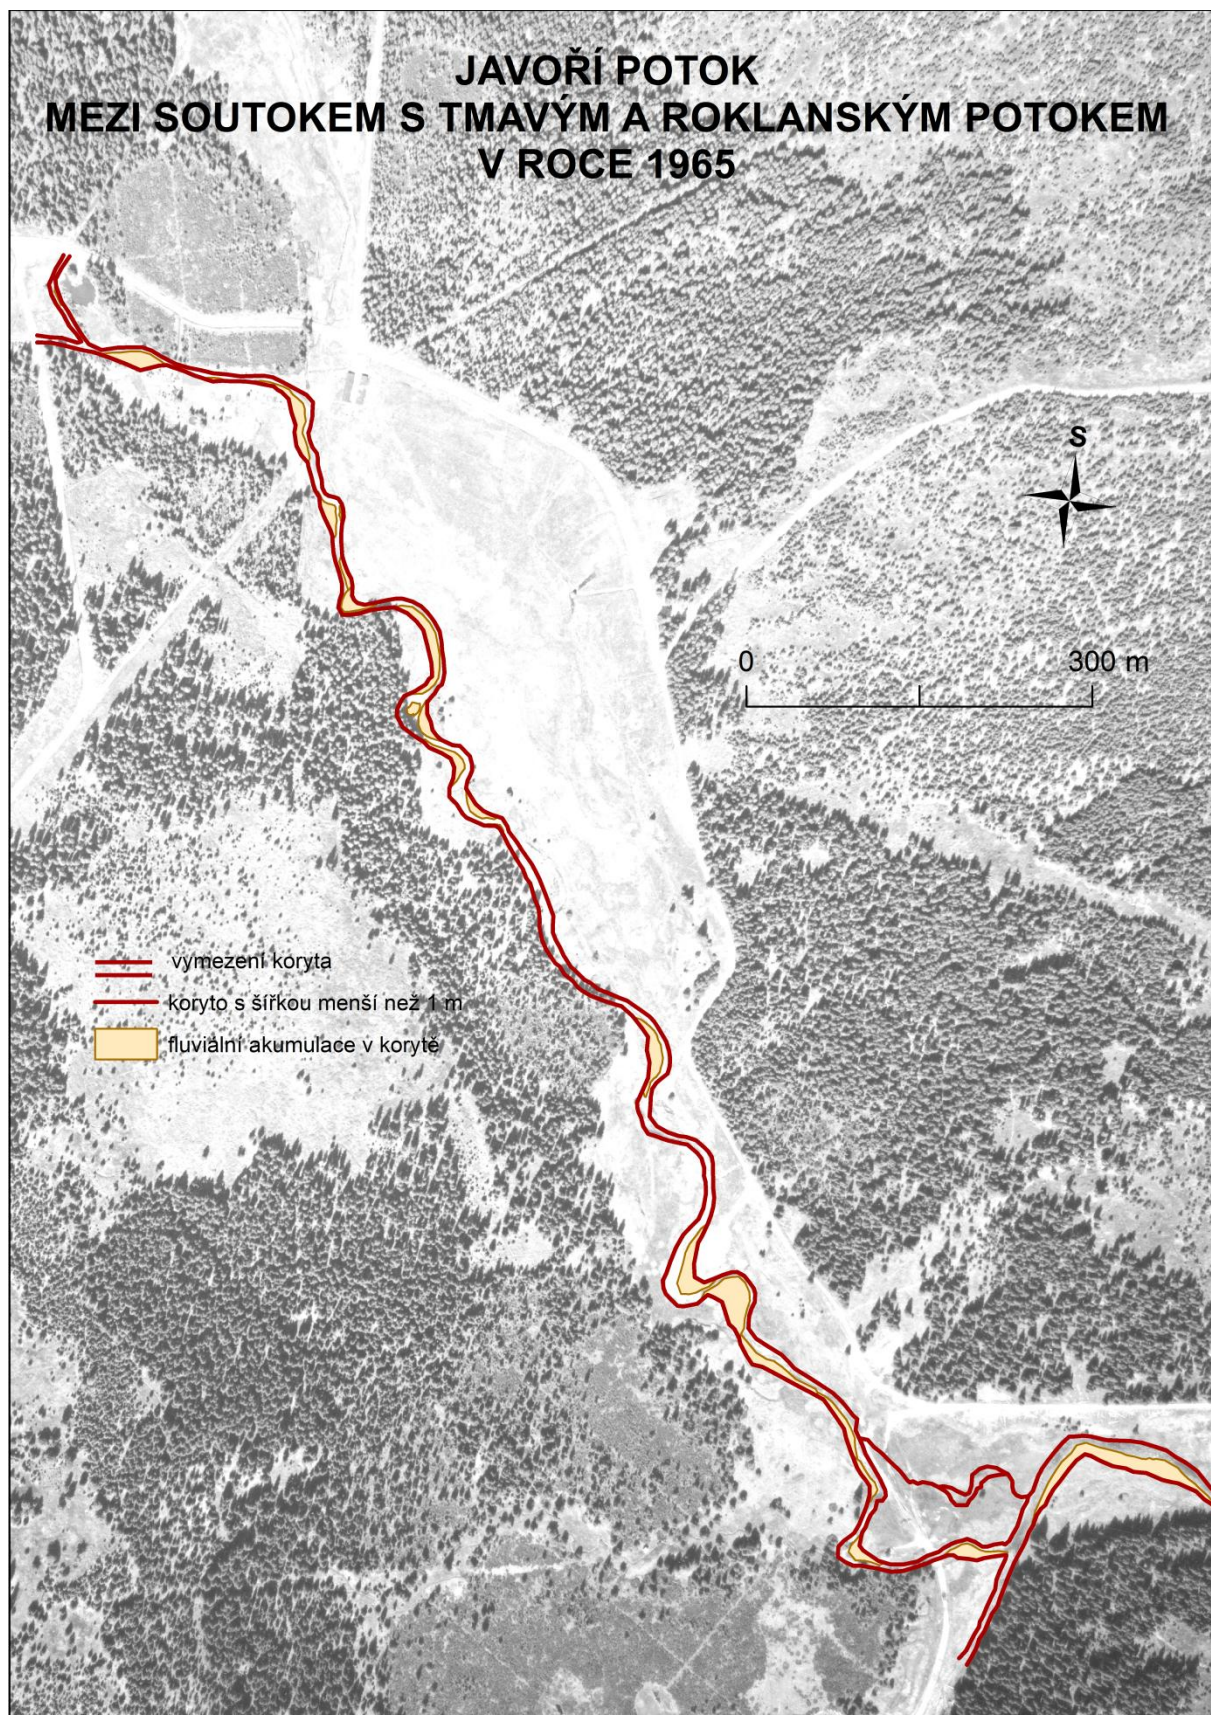 JAVOŘÍ POTOK
MEZI SOUTOKEM S TMAVÝM A ROKLANSKÝM POTOKEM
V ROCE 1965
S
0 300 m
vymezení koryta
koryto s šířkou menší než 1 m
fluviální akumulace v korytě